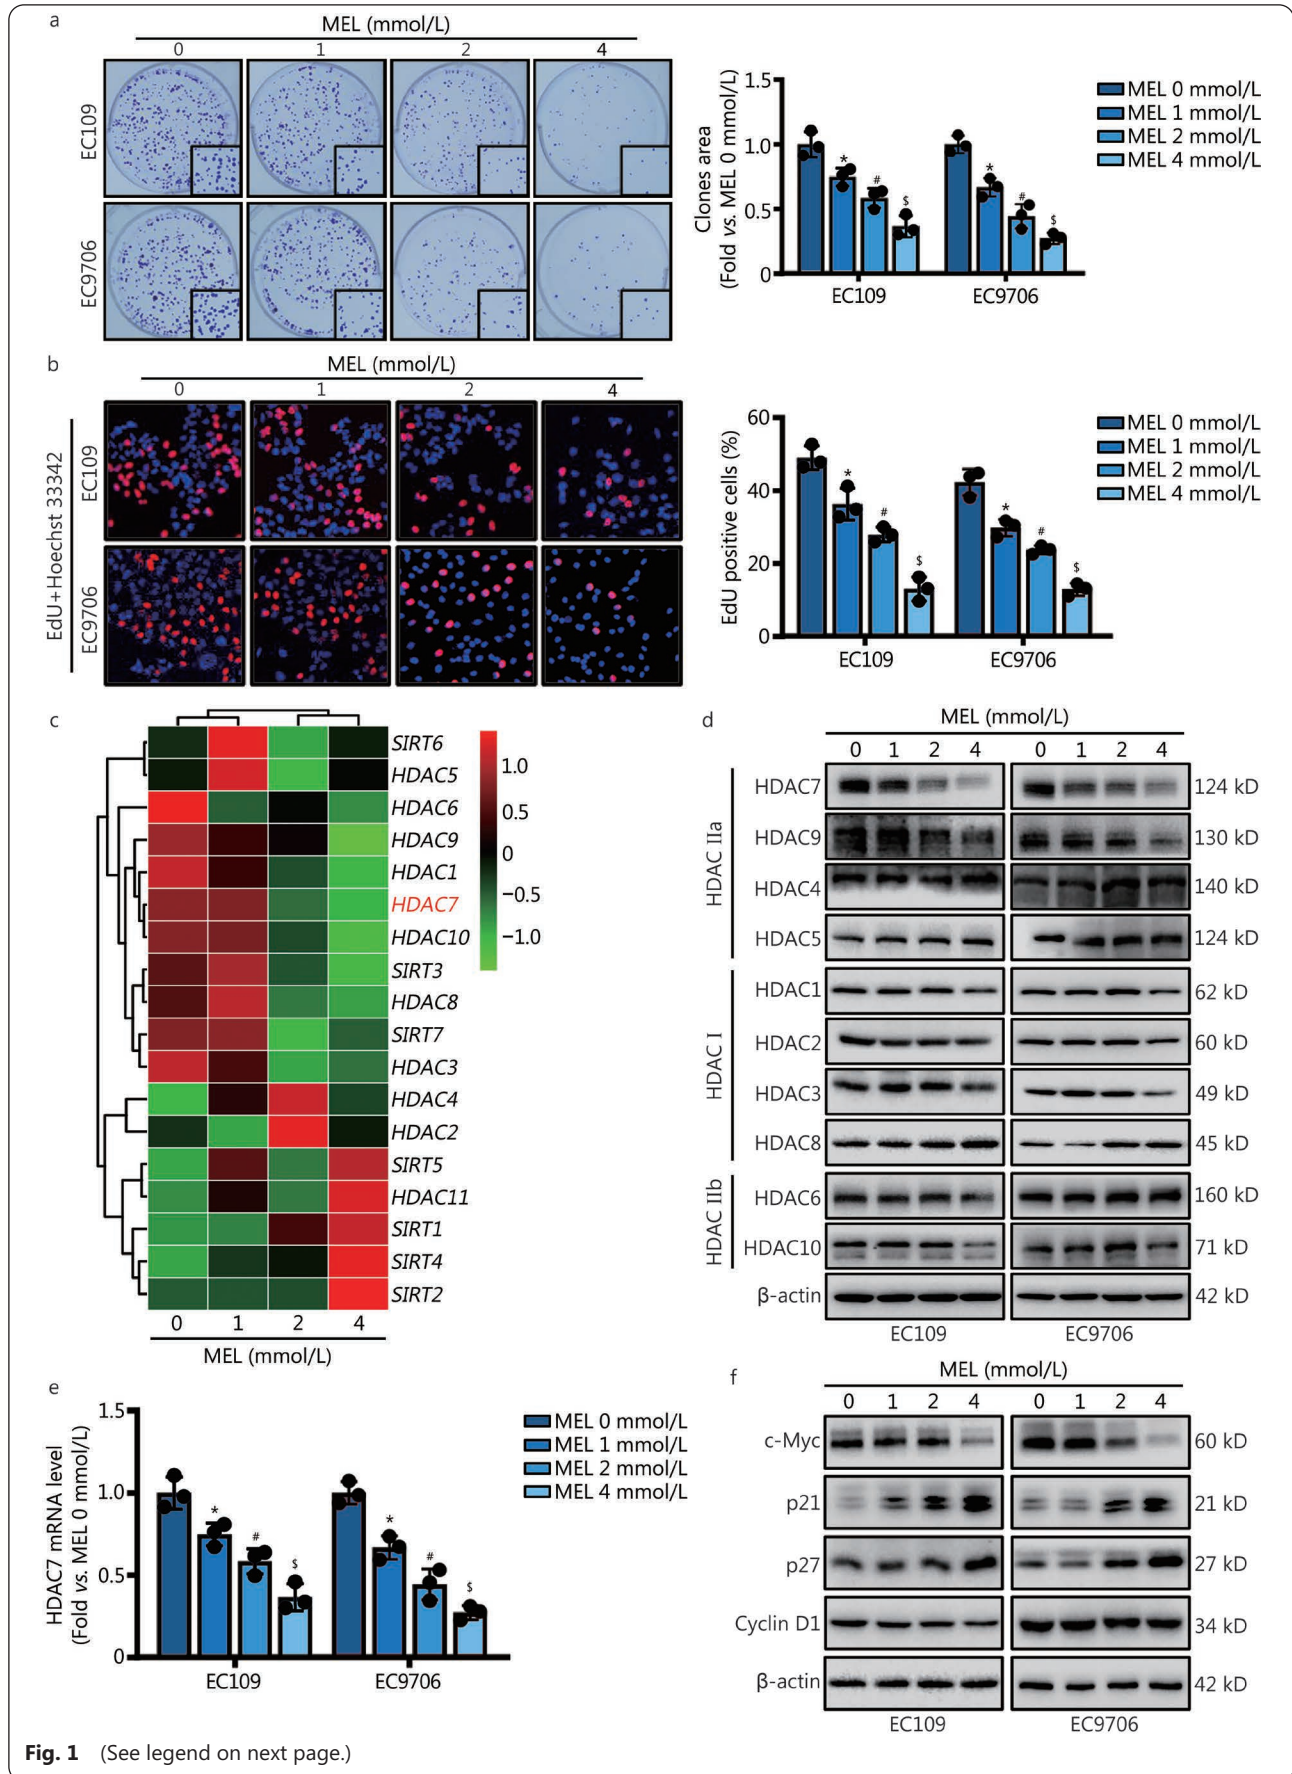 a
MEL (mmol/L)
0 1 2 4
EC109
EC9706
Clones area
(Fold vs. MEL 0 mmol/L)
1.5
1.0
0.5
0
* # $ * # $
EC109 EC9706
MEL 0 mmol/L
MEL 1 mmol/L
MEL 2 mmol/L
MEL 4 mmol/L
b
MEL (mmol/L)
0 1 2 4
EdU+Hoechst 33342
EC109
EC9706
EdU positive cells (%)
60
40
20
0
* # $ * # $
EC109 EC9706
MEL 0 mmol/L
MEL 1 mmol/L
MEL 2 mmol/L
MEL 4 mmol/L
c
SIRT6
HDAC5
HDAC6
HDAC9
HDAC1
HDAC7
HDAC10
SIRT3
HDAC8
SIRT7
HDAC3
HDAC4
HDAC2
SIRT5
HDAC11
SIRT1
SIRT4
SIRT2
1.0
0.5
0
−0.5
−1.0
0 1 2 4
MEL (mmol/L)
d
MEL (mmol/L)
0 1 2 4 0 1 2 4
HDAC IIa
HDAC7 124 kD
HDAC9 130 kD
HDAC4 140 kD
HDAC5 124 kD
HDAC I
HDAC1 62 kD
HDAC2 60 kD
HDAC3 49 kD
HDAC8 45 kD
HDAC IIb
HDAC6 160 kD
HDAC10 71 kD
β-actin 42 kD
EC109 EC9706
e
HDAC7 mRNA level
(Fold vs. MEL 0 mmol/L)
1.5
1.0
0.5
0
* # $ * # $
EC109 EC9706
MEL 0 mmol/L
MEL 1 mmol/L
MEL 2 mmol/L
MEL 4 mmol/L
f
MEL (mmol/L)
0 1 2 4 0 1 2 4
c-Myc 60 kD
p21 21 kD
p27 27 kD
Cyclin D1 34 kD
β-actin 42 kD
EC109 EC9706
Fig. 1 (See legend on next page.)